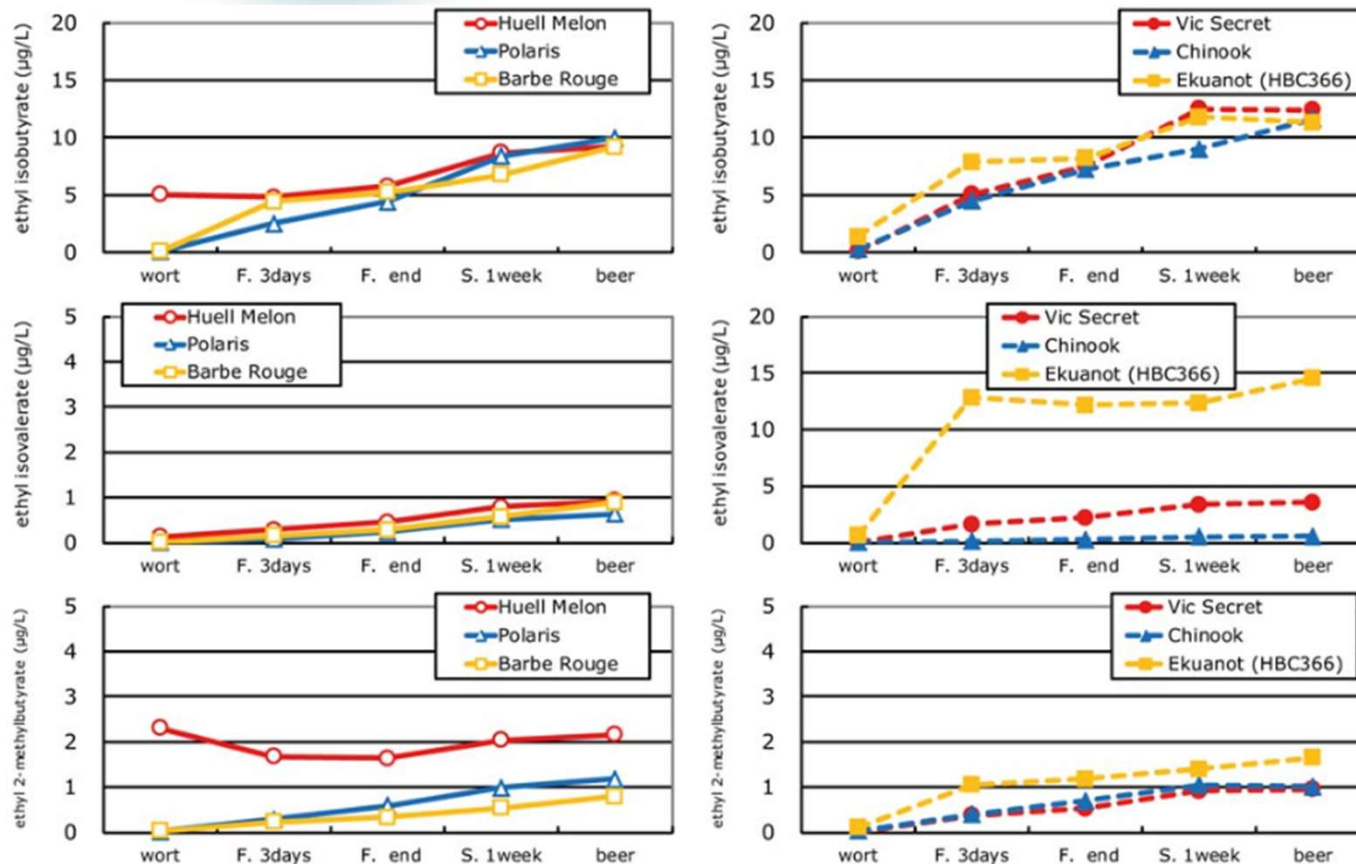 ethyl isobutyrate (µg/L)
20
15
10
5
0
Huell Melon
Polaris
Barbe Rouge
wort F. 3days F. end S. 1week beer
ethyl isobutyrate (µg/L)
20
15
10
5
0
Vic Secret
Chinook
Ekuanot (HBC366)
wort F. 3days F. end S. 1week beer
ethyl isovalerate (µg/L)
5
4
3
2
1
0
Huell Melon
Polaris
Barbe Rouge
wort F. 3days F. end S. 1week beer
ethyl isovalerate (µg/L)
20
15
10
5
0
Vic Secret
Chinook
Ekuanot (HBC366)
wort F. 3days F. end S. 1week beer
ethyl 2-methylbutyrate (µg/L)
5
4
3
2
1
0
Huell Melon
Polaris
Barbe Rouge
wort F. 3days F. end S. 1week beer
ethyl 2-methylbutyrate (µg/L)
5
4
3
2
1
0
Vic Secret
Chinook
Ekuanot (HBC366)
wort F. 3days F. end S. 1week beer